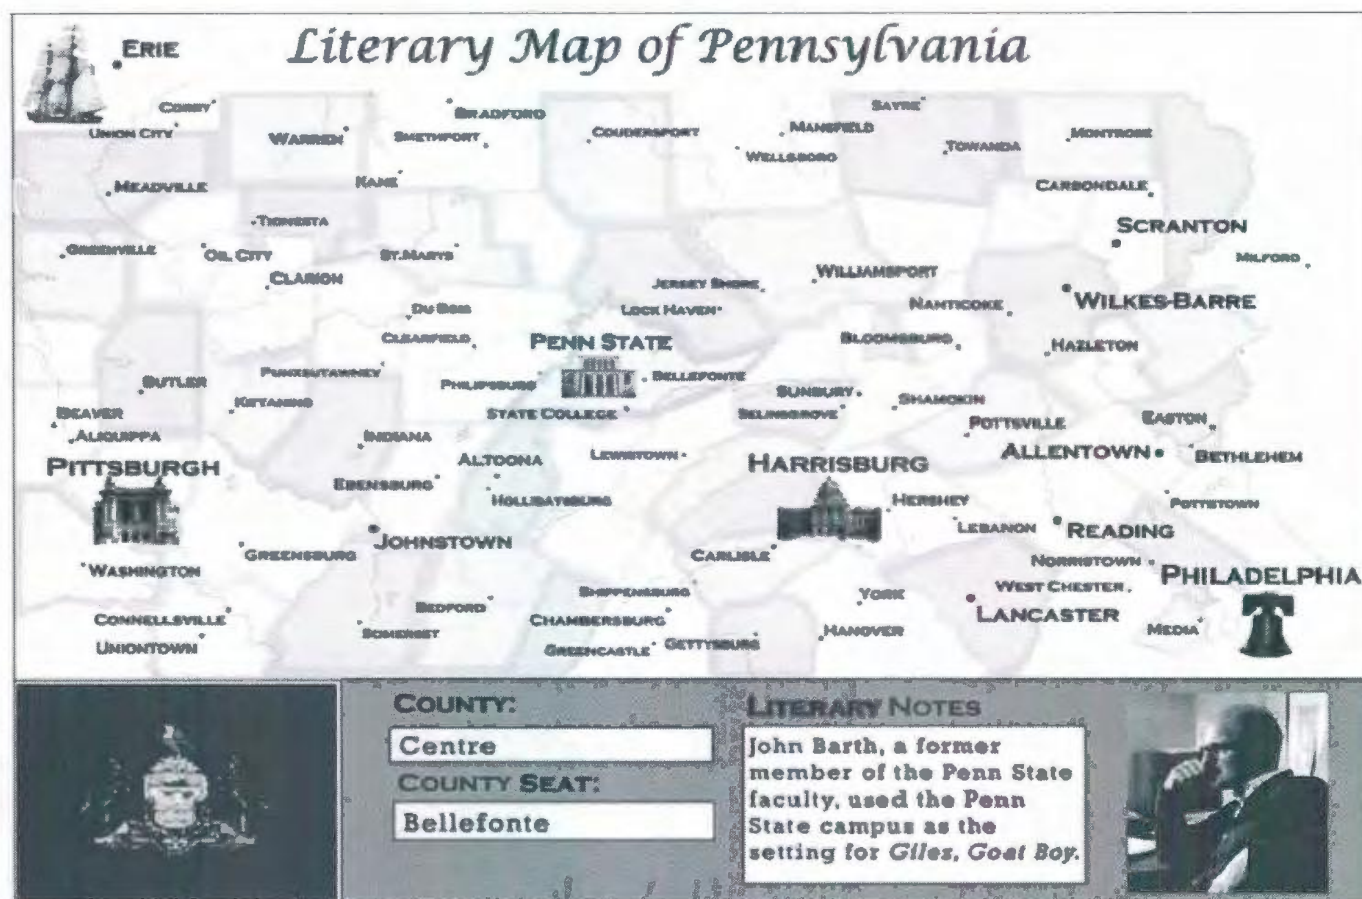 Literary Map of Pennsylvania
ERIE
CORRY
UNION CITY
WARREN
BRADFORD
SMETHPORT
COUDERSPORT
MANSFIELD
SAYRE
WELLSBORO
TOWANDA
MONTROSE
KANE
MEADVILLE
CARBONDALE
TIONESTA
SCRANTON
GREENVILLE
OIL CITY
ST. MARYS
MILFORD
CLARION
JERSEY SHORE
WILLIAMSPORT
NANTICOKE
WILKES-BARRE
DU BOIS
LOCK HAVEN
CLEARFIELD
PENN STATE
BLOOMSBURG
HAZLETON
PUNXSUTAWNEY
BUTLER
PHILIPSBURG
BELLEFONTE
SUNBURY
SHAMOKIN
KITTANING
BEAVER
STATE COLLEGE
SELINSGROVE
POTTSVILLE
EASTON
ALIQUIPPA
INDIANA
ALTOONA
LEWISTOWN
ALLENTOWN
BETHLEHEM
PITTSBURGH
HARRISBURG
EBENSBURG
HOLLIDAYSBURG
HERSHEY
POTTSTOWN
LEBANON
READING
JOHNSTOWN
GREENSBURG
CARLISLE
NORRISTOWN
PHILADELPHIA
WASHINGTON
WEST CHESTER
SHIPPENSBURG
YORK
LANCASTER
BEDFORD
CONNELLSVILLE
CHAMBERSBURG
SOMERSET
HANOVER
MEDIA
UNIONTOWN
GREENCASTLE
GETTYSBURG
COUNTY:
Centre
COUNTY SEAT:
Bellefonte
LITERARY NOTES
John Barth, a former
member of the Penn State
faculty, used the Penn
State campus as the
setting for Giles, Goat Boy.